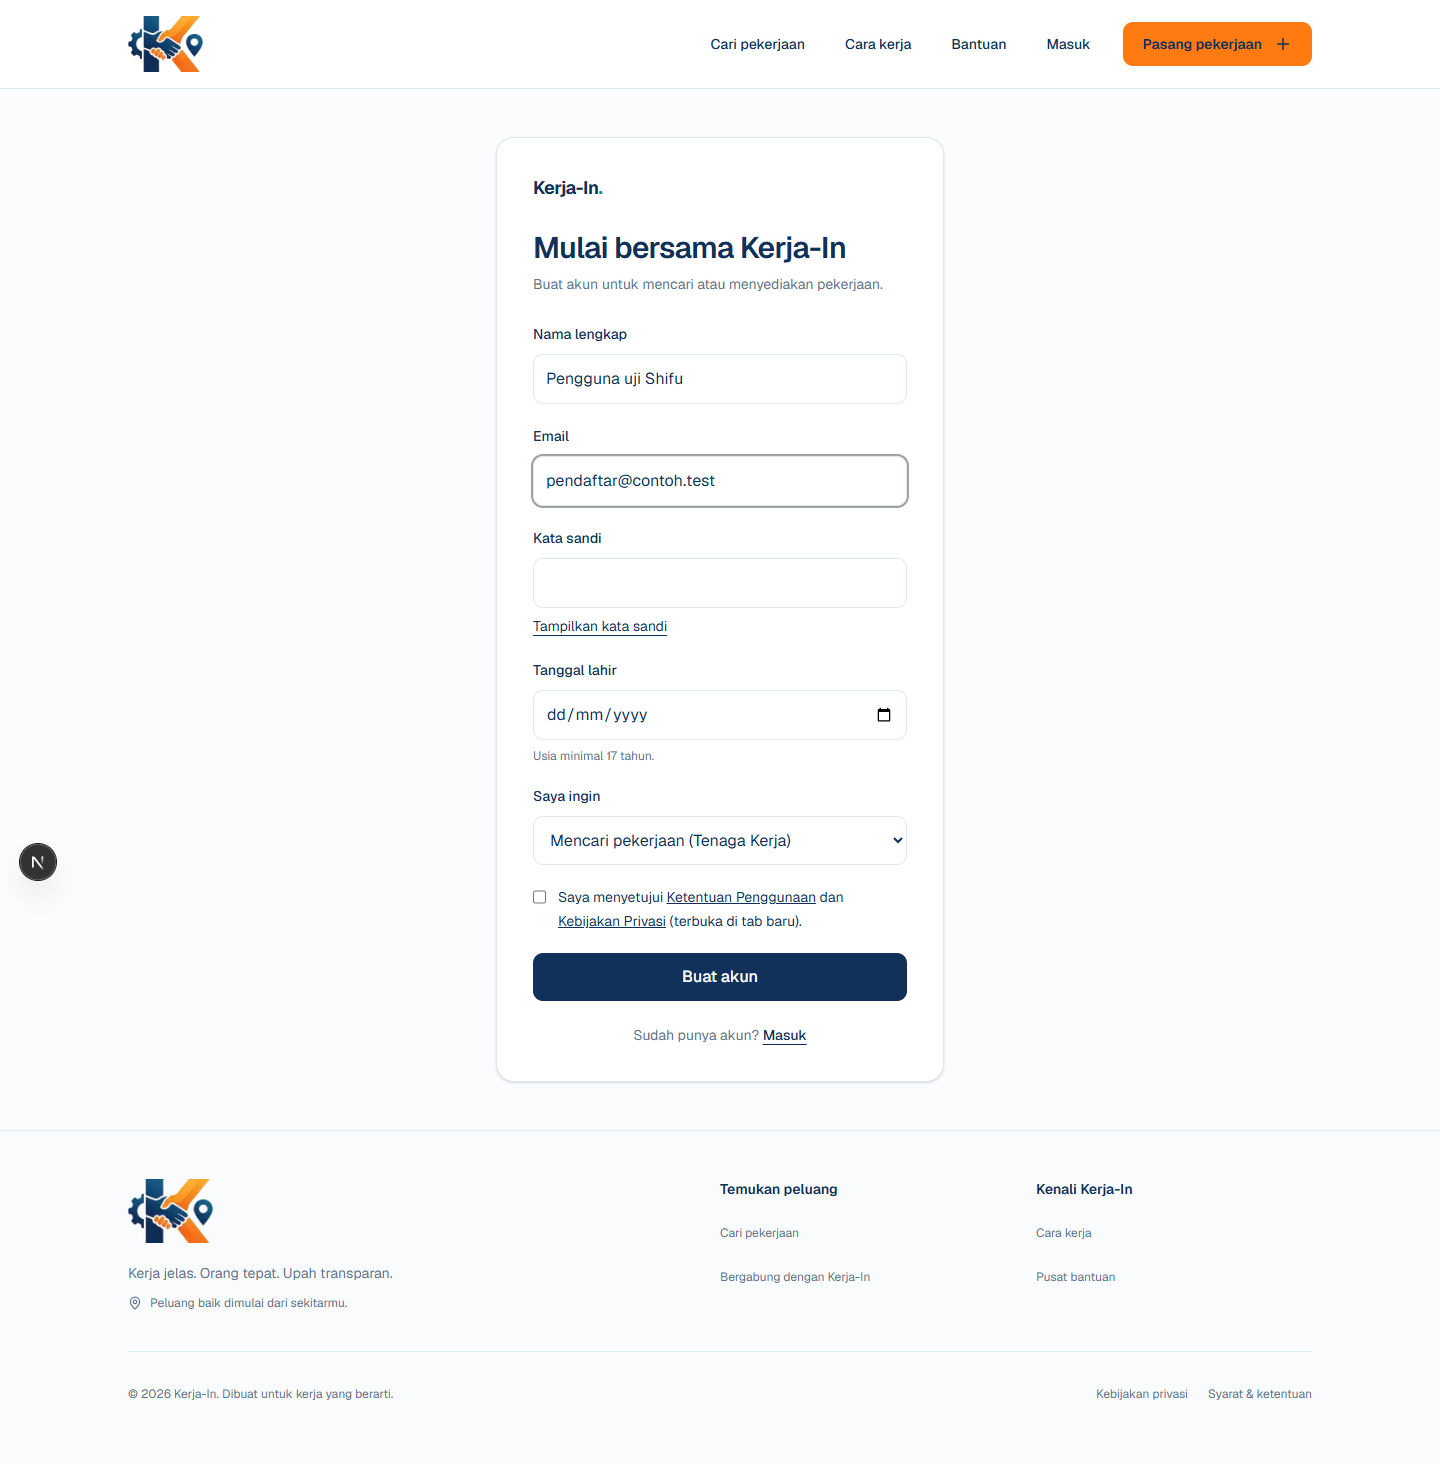 Cari pekerjaan
Cara kerja
Bantuan
Masuk
Pasang pekerjaan
Kerja-In.
Mulai bersama Kerja-In
Buat akun untuk mencari atau menyediakan pekerjaan.
Nama lengkap
Pengguna uji Shifu
Email
pendaftar@contoh.test
Kata sandi
Tampilkan kata sandi
Tanggal lahir
dd/mm/yyyy
Usia minimal 17 tahun.
Saya ingin
Mencari pekerjaan (Tenaga Kerja)
Saya menyetujui Ketentuan Penggunaan dan
Kebijakan Privasi (terbuka di tab baru).
Buat akun
Sudah punya akun? Masuk
N
Kerja jelas. Orang tepat. Upah transparan.
Peluang baik dimulai dari sekitarmu.
Temukan peluang
Cari pekerjaan
Bergabung dengan Kerja-In
Kenali Kerja-In
Cara kerja
Pusat bantuan
© 2026 Kerja-In. Dibuat untuk kerja yang berarti.
Kebijakan privasi
Syarat & ketentuan